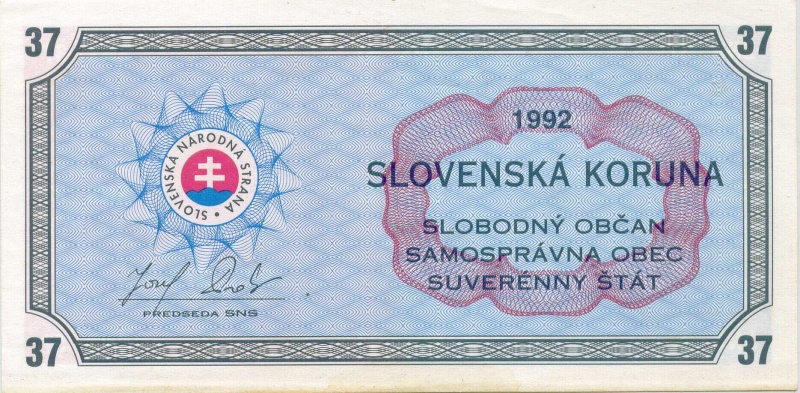 37
37
1992
SLOVENSKÁ KORUNA
SLOBODNÝ OBČAN
SAMOSPRÁVNA OBEC
SUVERÉNNY ŠTÁT
SLOVENSKÁ NÁRODNÁ STRANA •
PREDSEDA SNS
37
37